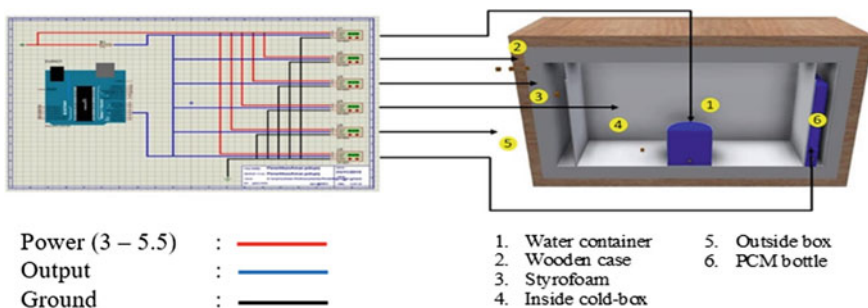 2
3
1
4
5
6
Power (3 – 5.5) :
Output :
Ground :
1. Water container
2. Wooden case
3. Styrofoam
4. Inside cold-box
5. Outside box
6. PCM bottle